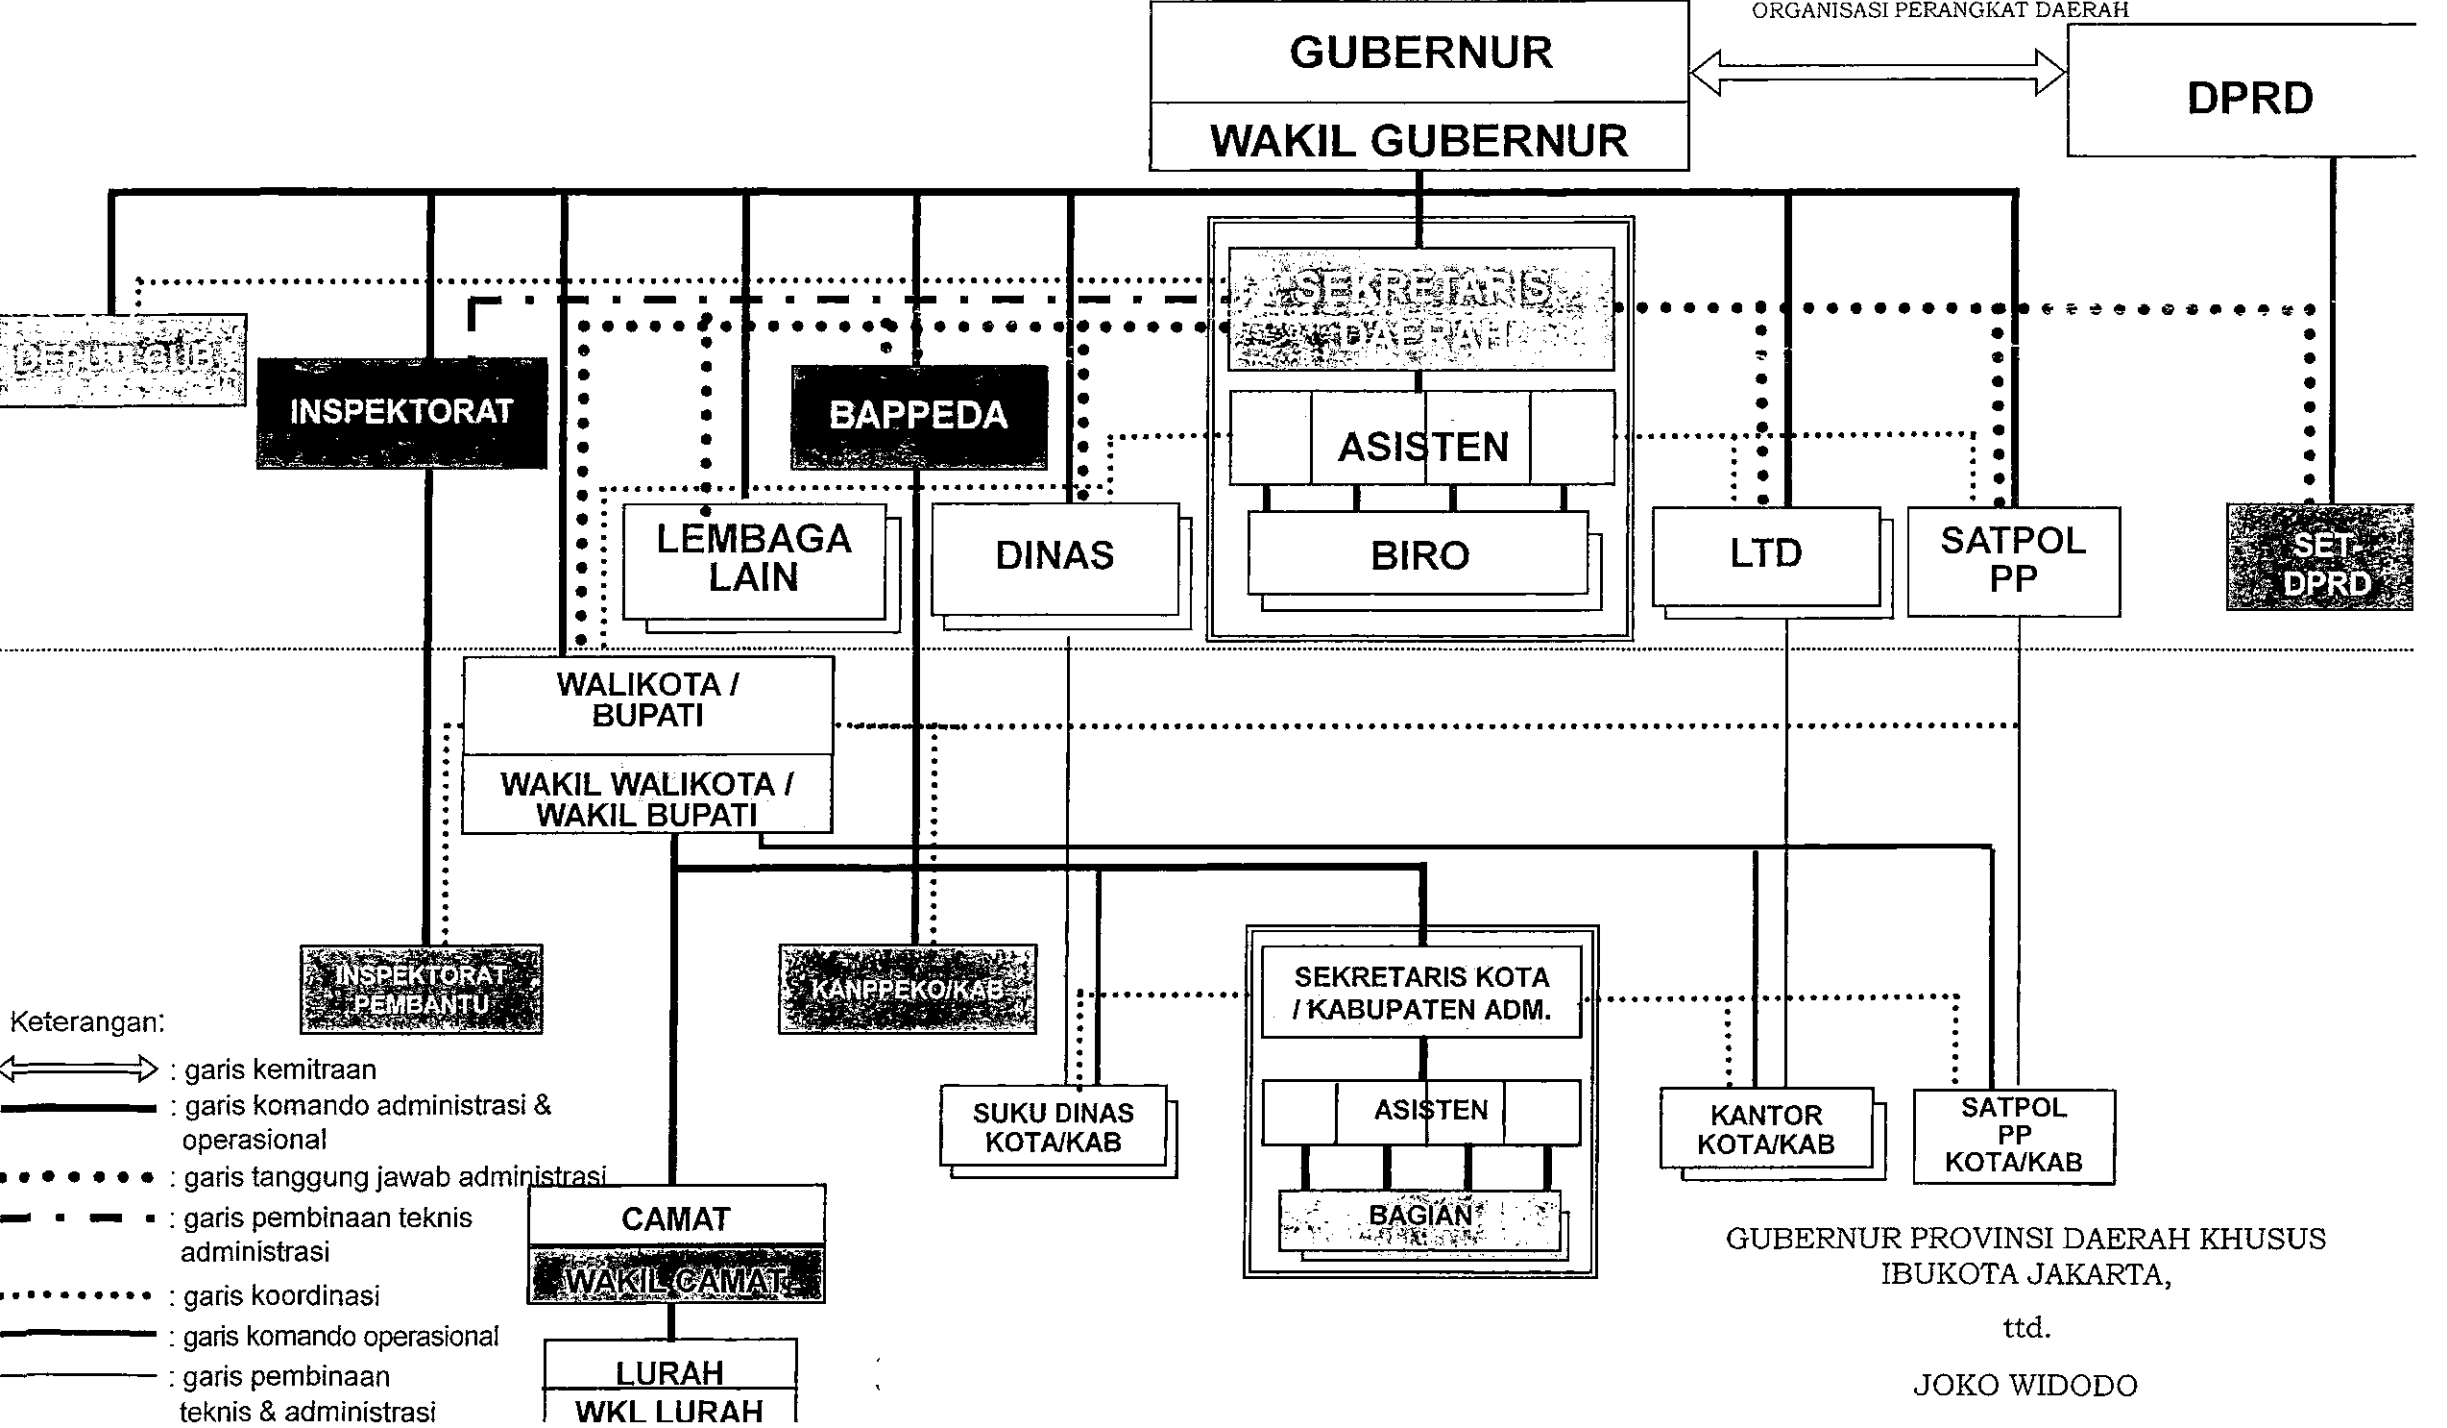 ORGANISASI PERANGKAT DAERAH
GUBERNUR
WAKIL GUBERNUR
DPRD
SEKRETARIS
DAERAH
DEPUTI GUB
INSPEKTORAT
BAPPEDA
ASISTEN
LEMBAGA
LAIN
DINAS
BIRO
LTD
SATPOL
PP
SET-
DPRD
WALIKOTA /
BUPATI
WAKIL WALIKOTA /
WAKIL BUPATI
INSPEKTORAT
PEMBANTU
KANPPEKO/KAB
SEKRETARIS KOTA
/ KABUPATEN ADM.
SUKU DINAS
KOTA/KAB
ASISTEN
BAGIAN
KANTOR
KOTA/KAB
SATPOL
PP
KOTA/KAB
CAMAT
WAKIL CAMAT
LURAH
WKL LURAH
Keterangan:
: garis kemitraan
: garis komando administrasi &
operasional
: garis tanggung jawab administrasi
: garis pembinaan teknis
administrasi
: garis koordinasi
: garis komando operasional
: garis pembinaan
teknis & administrasi
GUBERNUR PROVINSI DAERAH KHUSUS
IBUKOTA JAKARTA,
ttd.
JOKO WIDODO